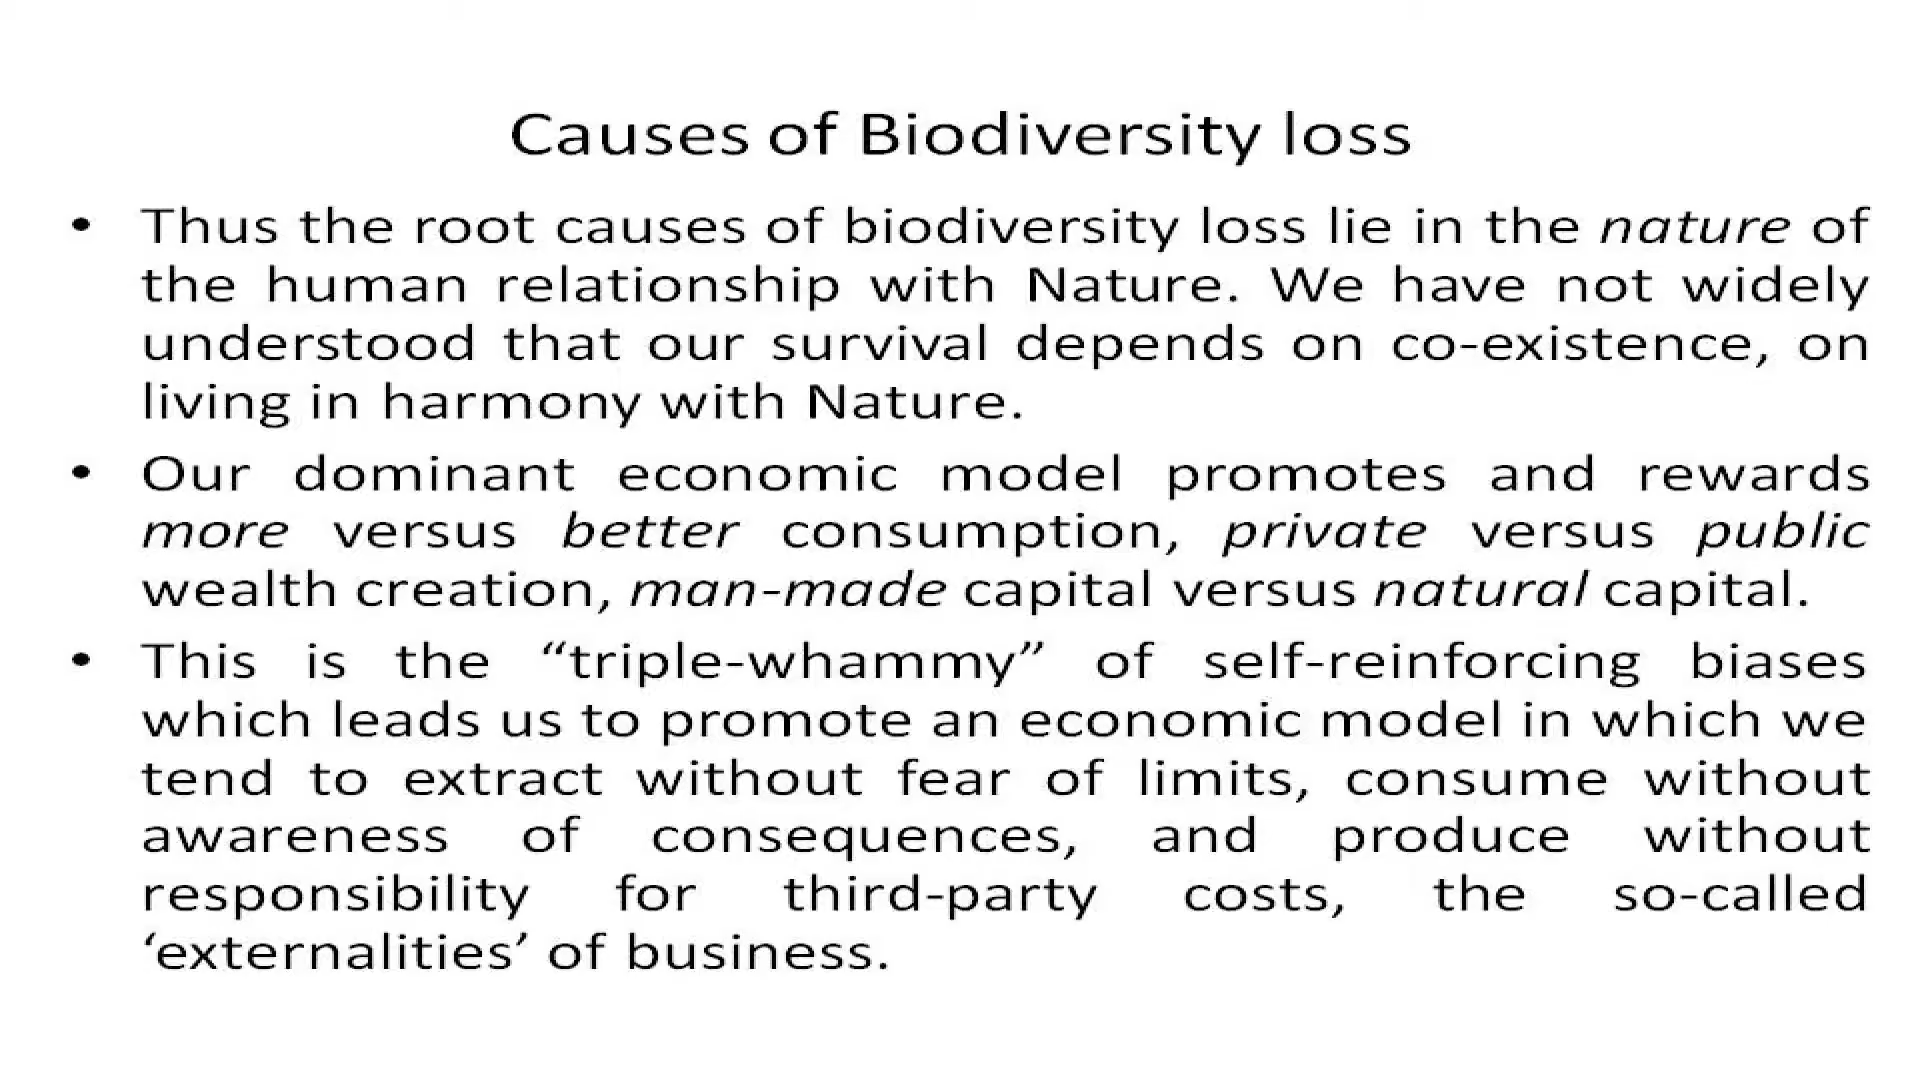 Causes of Biodiversity loss
• Thus the root causes of biodiversity loss lie in the nature of
the human relationship with Nature. We have not widely
understood that our survival depends on co-existence, on
living in harmony with Nature.
• Our dominant economic model promotes and rewards
more versus better consumption, private versus public
wealth creation, man-made capital versus natural capital.
• This is the “triple-whammy” of self-reinforcing biases
which leads us to promote an economic model in which we
tend to extract without fear of limits, consume without
awareness of consequences, and produce without
responsibility for third-party costs, the so-called
‘externalities’ of business.